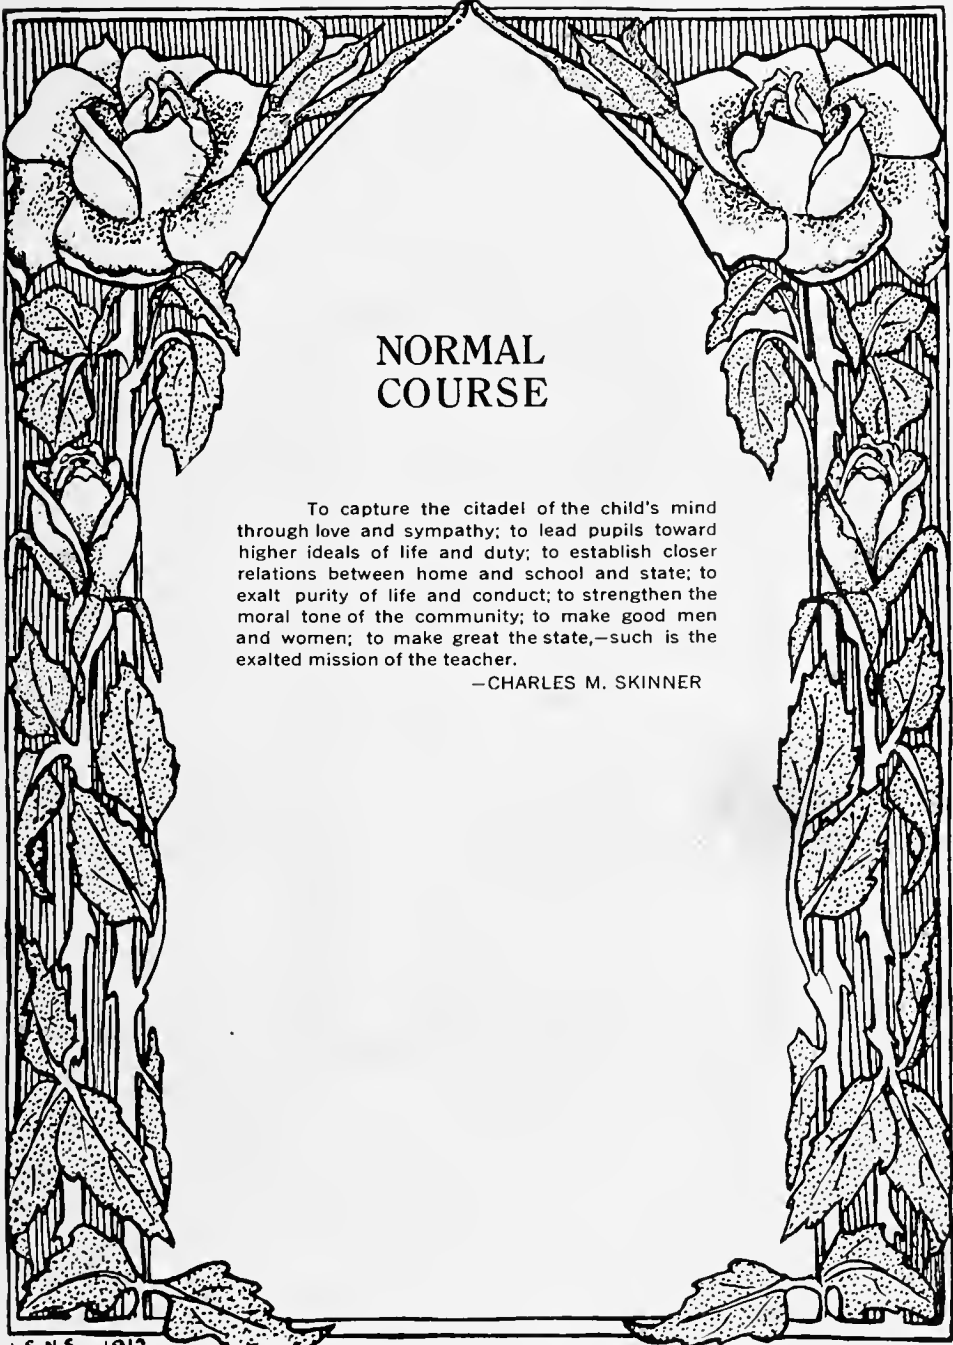 NORMAL
COURSE
To capture the citadel of the child's mind
through love and sympathy; to lead pupils toward
higher ideals of life and duty; to establish closer
relations between home and school and state; to
exalt purity of life and conduct; to strengthen the
moral tone of the community; to make good men
and women; to make great the state,—such is the
exalted mission of the teacher.
—CHARLES M. SKINNER
1912